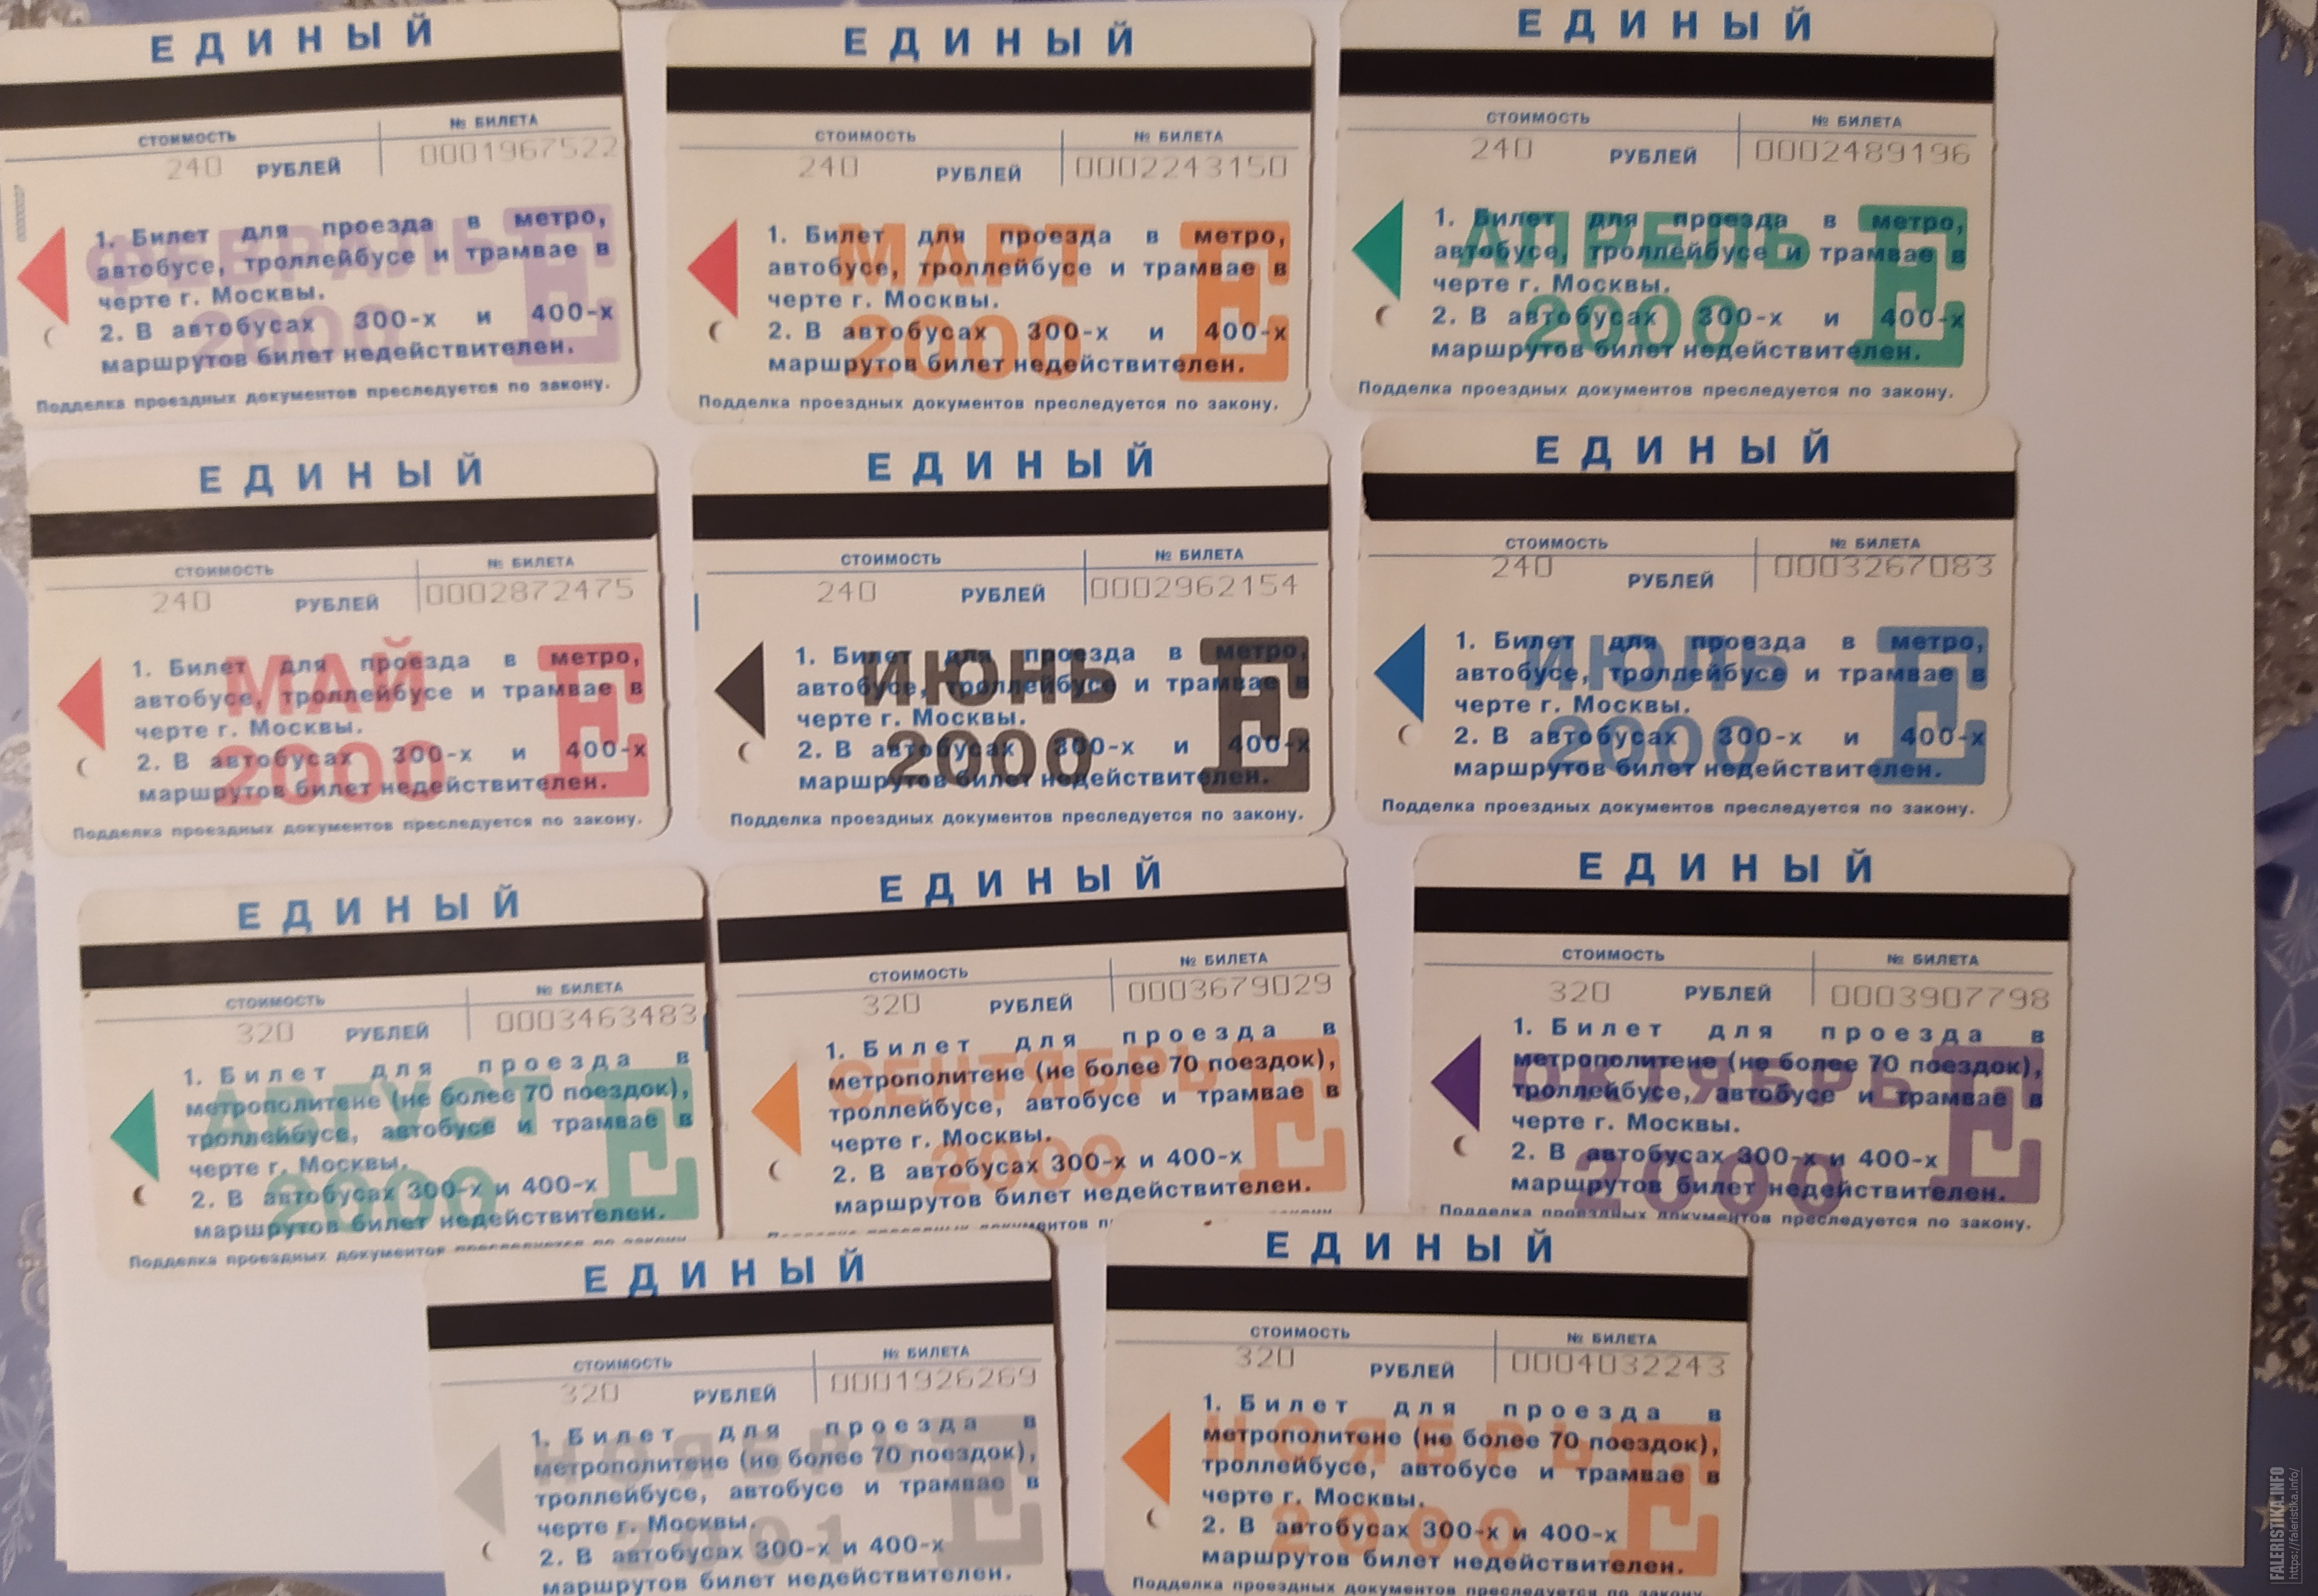 ЕДИНЫЙ
СТОИМОСТЬ № БИЛЕТА
240 РУБЛЕЙ 0001967522
ФЕВРАЛЬ Е
2000
1. Билет для проезда в метро,
автобусе, троллейбусе и трамвае в
черте г. Москвы.
2. В автобусах 300-х и 400-х
маршрутов билет недействителен.
Подделка проездных документов преследуется по закону.
ЕДИНЫЙ
СТОИМОСТЬ № БИЛЕТА
240 РУБЛЕЙ 0002243150
МАРТ Е
2000
1. Билет для проезда в метро,
автобусе, троллейбусе и трамвае в
черте г. Москвы.
2. В автобусах 300-х и 400-х
маршрутов билет недействителен.
Подделка проездных документов преследуется по закону.
ЕДИНЫЙ
СТОИМОСТЬ № БИЛЕТА
240 РУБЛЕЙ 0002489196
АПРЕЛЬ Е
2000
1. Билет для проезда в метро,
автобусе, троллейбусе и трамвае в
черте г. Москвы.
2. В автобусах 300-х и 400-х
маршрутов билет недействителен.
Подделка проездных документов преследуется по закону.
ЕДИНЫЙ
СТОИМОСТЬ № БИЛЕТА
240 РУБЛЕЙ 0002872475
МАЙ Е
2000
1. Билет для проезда в метро,
автобусе, троллейбусе и трамвае в
черте г. Москвы.
2. В автобусах 300-х и 400-х
маршрутов билет недействителен.
Подделка проездных документов преследуется по закону.
ЕДИНЫЙ
СТОИМОСТЬ № БИЛЕТА
240 РУБЛЕЙ 0002962154
ИЮНЬ Е
2000
1. Билет для проезда в метро,
автобусе, троллейбусе и трамвае в
черте г. Москвы.
2. В автобусах 300-х и 400-х
маршрутов билет недействителен.
Подделка проездных документов преследуется по закону.
ЕДИНЫЙ
СТОИМОСТЬ № БИЛЕТА
240 РУБЛЕЙ 0003267083
ИЮЛЬ Е
2000
1. Билет для проезда в метро,
автобусе, троллейбусе и трамвае в
черте г. Москвы.
2. В автобусах 300-х и 400-х
маршрутов билет недействителен.
Подделка проездных документов преследуется по закону.
ЕДИНЫЙ
СТОИМОСТЬ № БИЛЕТА
320 РУБЛЕЙ 0003463483
АВГУСТ Е
2000
1. Билет для проезда в
метрополитене (не более 70 поездок),
троллейбусе, автобусе и трамвае в
черте г. Москвы.
2. В автобусах 300-х и 400-х
маршрутов билет недействителен.
Подделка проездных документов преследуется по закону.
ЕДИНЫЙ
СТОИМОСТЬ № БИЛЕТА
320 РУБЛЕЙ 0003679029
СЕНТЯБРЬ Е
2000
1. Билет для проезда в
метрополитене (не более 70 поездок),
троллейбусе, автобусе и трамвае в
черте г. Москвы.
2. В автобусах 300-х и 400-х
маршрутов билет недействителен.
ЕДИНЫЙ
СТОИМОСТЬ № БИЛЕТА
320 РУБЛЕЙ 0003907798
ОКТЯБРЬ Е
2000
1. Билет для проезда в
метрополитене (не более 70 поездок),
троллейбусе, автобусе и трамвае в
черте г. Москвы.
2. В автобусах 300-х и 400-х
маршрутов билет недействителен.
Подделка проездных документов преследуется по закону.
ЕДИНЫЙ
СТОИМОСТЬ № БИЛЕТА
320 РУБЛЕЙ 0001926269
НОЯБРЬ Е
2001
1. Билет для проезда в
метрополитене (не более 70 поездок),
троллейбусе, автобусе и трамвае в
черте г. Москвы.
2. В автобусах 300-х и 400-х
маршрутов билет недействителен.
ЕДИНЫЙ
СТОИМОСТЬ № БИЛЕТА
320 РУБЛЕЙ 0004032243
НОЯБРЬ Е
2000
1. Билет для проезда в
метрополитене (не более 70 поездок),
троллейбусе, автобусе и трамвае в
черте г. Москвы.
2. В автобусах 300-х и 400-х
маршрутов билет недействителен.
Подделка проездных документов преследуется по закону.
FALERISTIKA.INFO
https://faleristika.info/